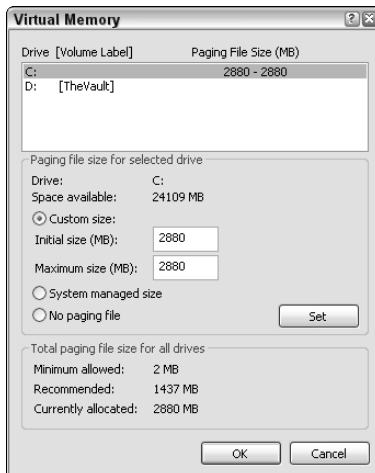 Virtual Memory
Drive [Volume Label] Paging File Size (MB)
C: 2880 - 2880
D: [TheVault]
Paging file size for selected drive
Drive: C:
Space available: 24109 MB
Custom size:
Initial size (MB): 2880
Maximum size (MB): 2880
System managed size
No paging file Set
Total paging file size for all drives
Minimum allowed: 2 MB
Recommended: 1437 MB
Currently allocated: 2880 MB
OK Cancel